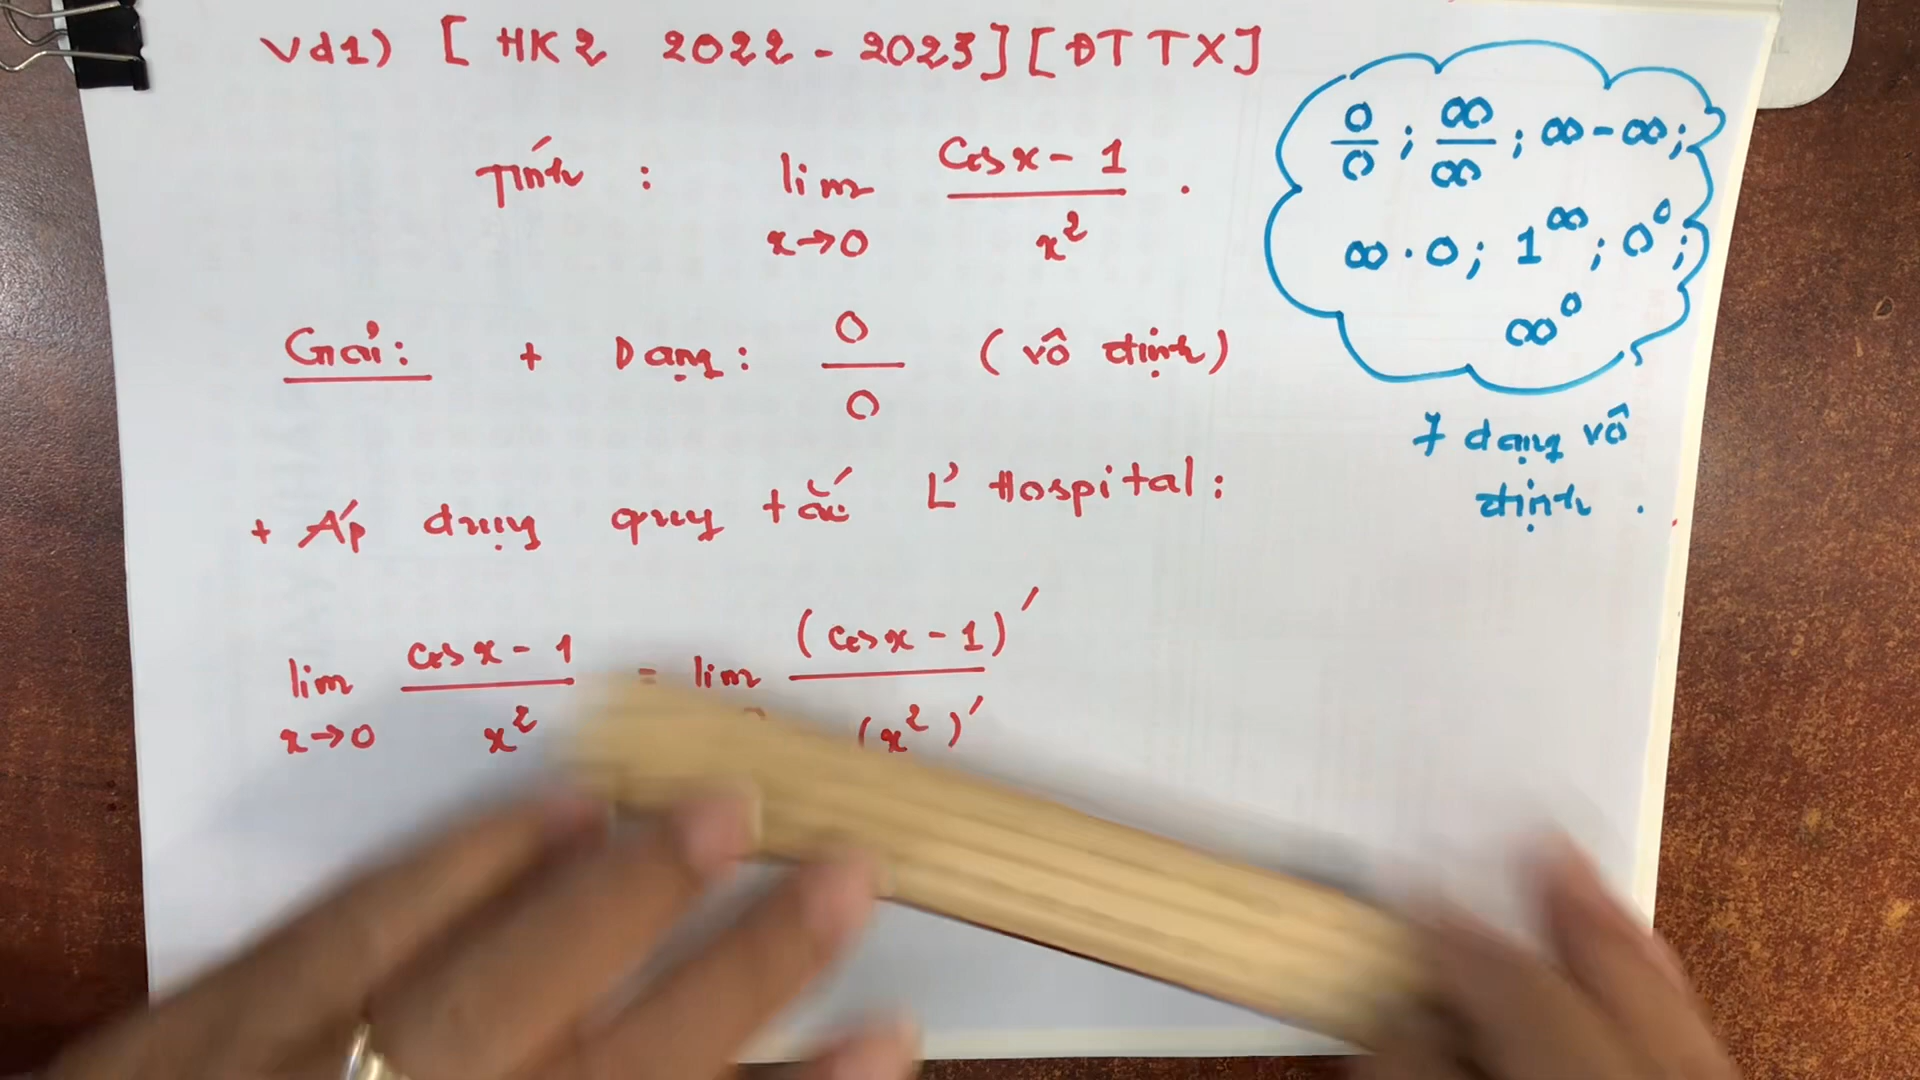 Vd1) [HK2 2022-2023][ĐTTX]
Tính : lim x→0 (cosx - 1)/x² .
Giải: + Dạng: 0/0 (vô định)
+ Áp dụng quy tắc L'Hospital:
lim x→0 (cosx - 1)/x² = lim (cosx - 1)'/(x²)'
0/0 ; ∞/∞ ; ∞-∞;
∞.0; 1^∞; 0^0;
∞^0
7 dạng vô
định .